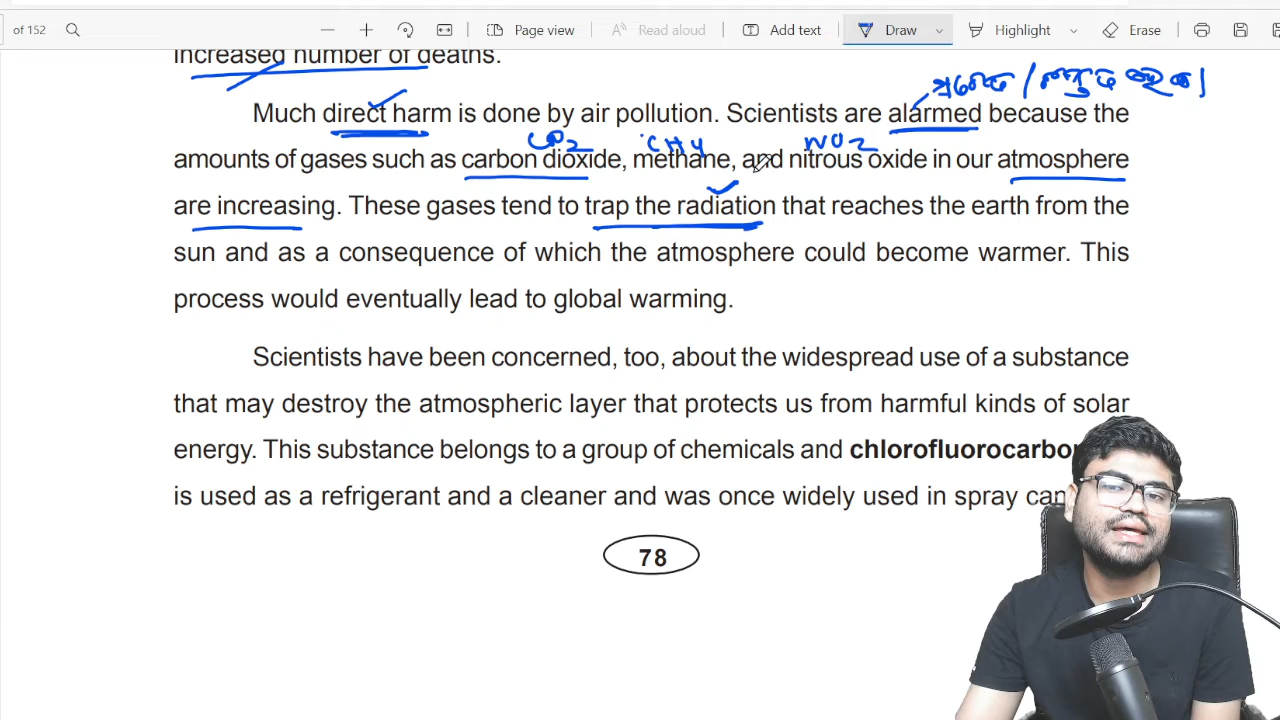 of 152 Page view Read aloud Add text Draw Highlight Erase
increased number of deaths.
Much direct harm is done by air pollution. Scientists are alarmed because the
CO2 CH4 NO2
amounts of gases such as carbon dioxide, methane, and nitrous oxide in our atmosphere
are increasing. These gases tend to trap the radiation that reaches the earth from the
sun and as a consequence of which the atmosphere could become warmer. This
process would eventually lead to global warming.
Scientists have been concerned, too, about the widespread use of a substance
that may destroy the atmospheric layer that protects us from harmful kinds of solar
energy. This substance belongs to a group of chemicals and chlorofluorocarbo
is used as a refrigerant and a cleaner and was once widely used in spray can
78